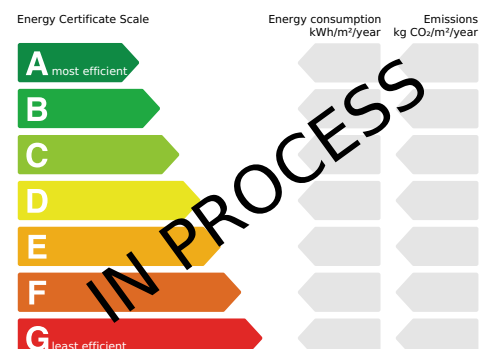 Energy Certificate Scale
Energy consumption
kWh/m²/year
Emissions
kg CO₂/m²/year
A most efficient
B
C
D
E
F
G least efficient
IN PROCESS